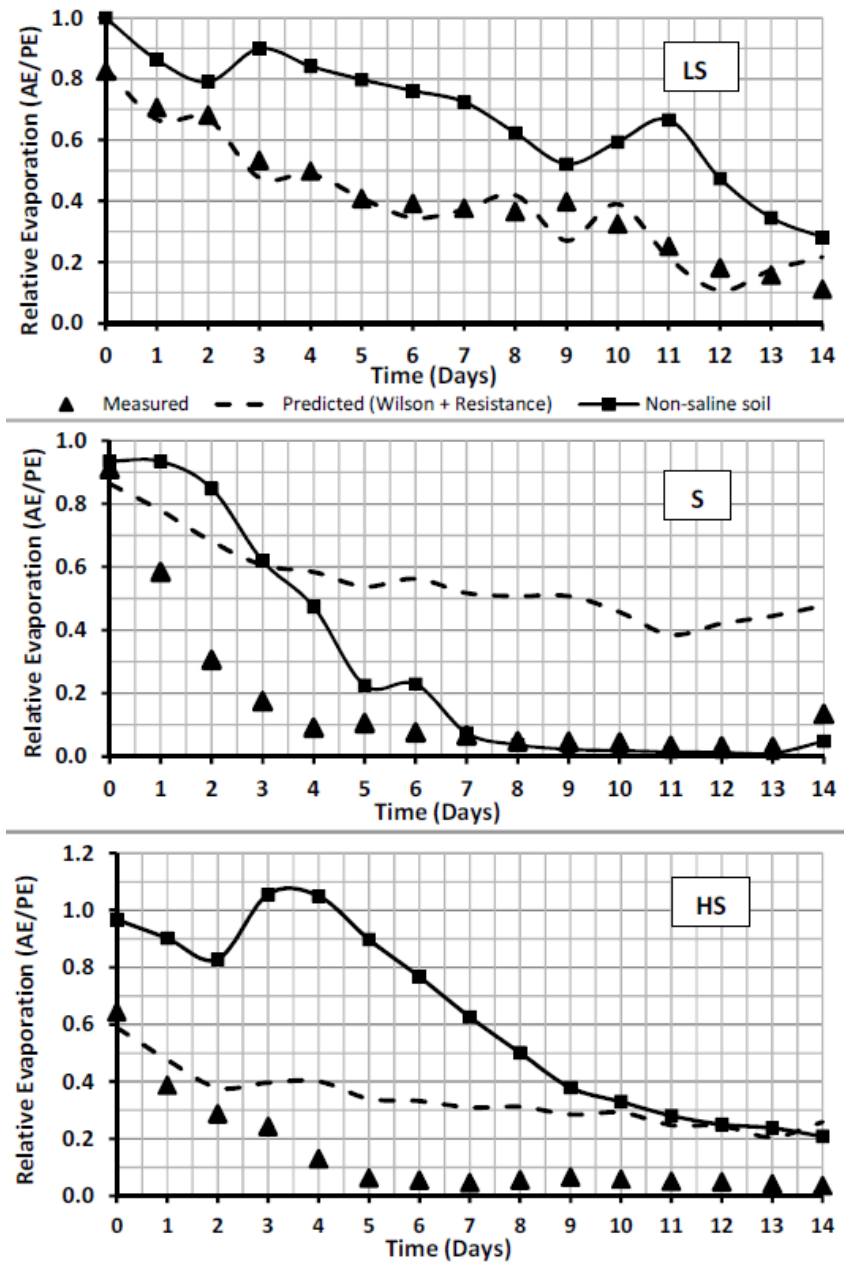 Relative Evaporation (AE/PE)
1.0
0.8
0.6
0.4
0.2
0.0
LS
0 1 2 3 4 5 6 7 8 9 10 11 12 13 14
Time (Days)
Measured Predicted (Wilson + Resistance) Non-saline soil
Relative Evaporation (AE/PE)
1.0
0.8
0.6
0.4
0.2
0.0
S
0 1 2 3 4 5 6 7 8 9 10 11 12 13 14
Time (Days)
Relative Evaporation (AE/PE)
1.2
1.0
0.8
0.6
0.4
0.2
0.0
HS
0 1 2 3 4 5 6 7 8 9 10 11 12 13 14
Time (Days)